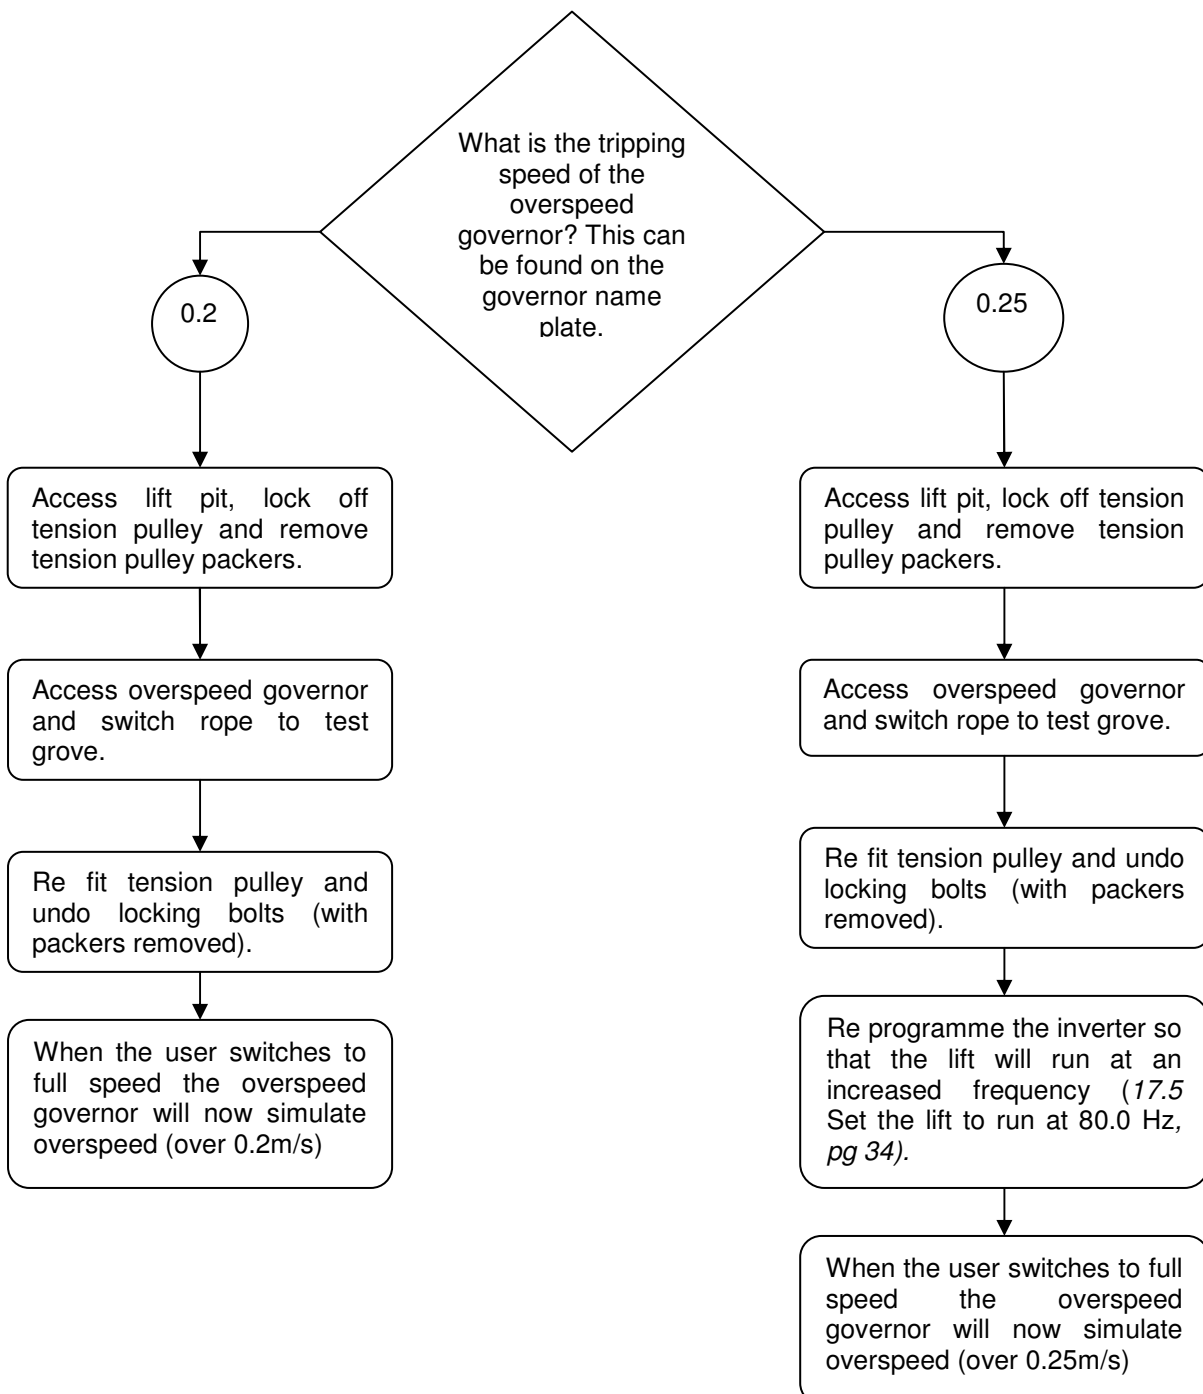 What is the tripping
speed of the
overspeed
governor? This can
be found on the
governor name
plate.
0.2
Access lift pit, lock off
tension pulley and remove
tension pulley packers.
Access overspeed governor
and switch rope to test
grove.
Re fit tension pulley and
undo locking bolts (with
packers removed).
When the user switches to
full speed the overspeed
governor will now simulate
overspeed (over 0.2m/s)
0.25
Access lift pit, lock off tension
pulley and remove tension
pulley packers.
Access overspeed governor
and switch rope to test grove.
Re fit tension pulley and undo
locking bolts (with packers
removed).
Re programme the inverter so
that the lift will run at an
increased frequency (17.5
Set the lift to run at 80.0 Hz,
pg 34).
When the user switches to full
speed the overspeed
governor will now simulate
overspeed (over 0.25m/s)